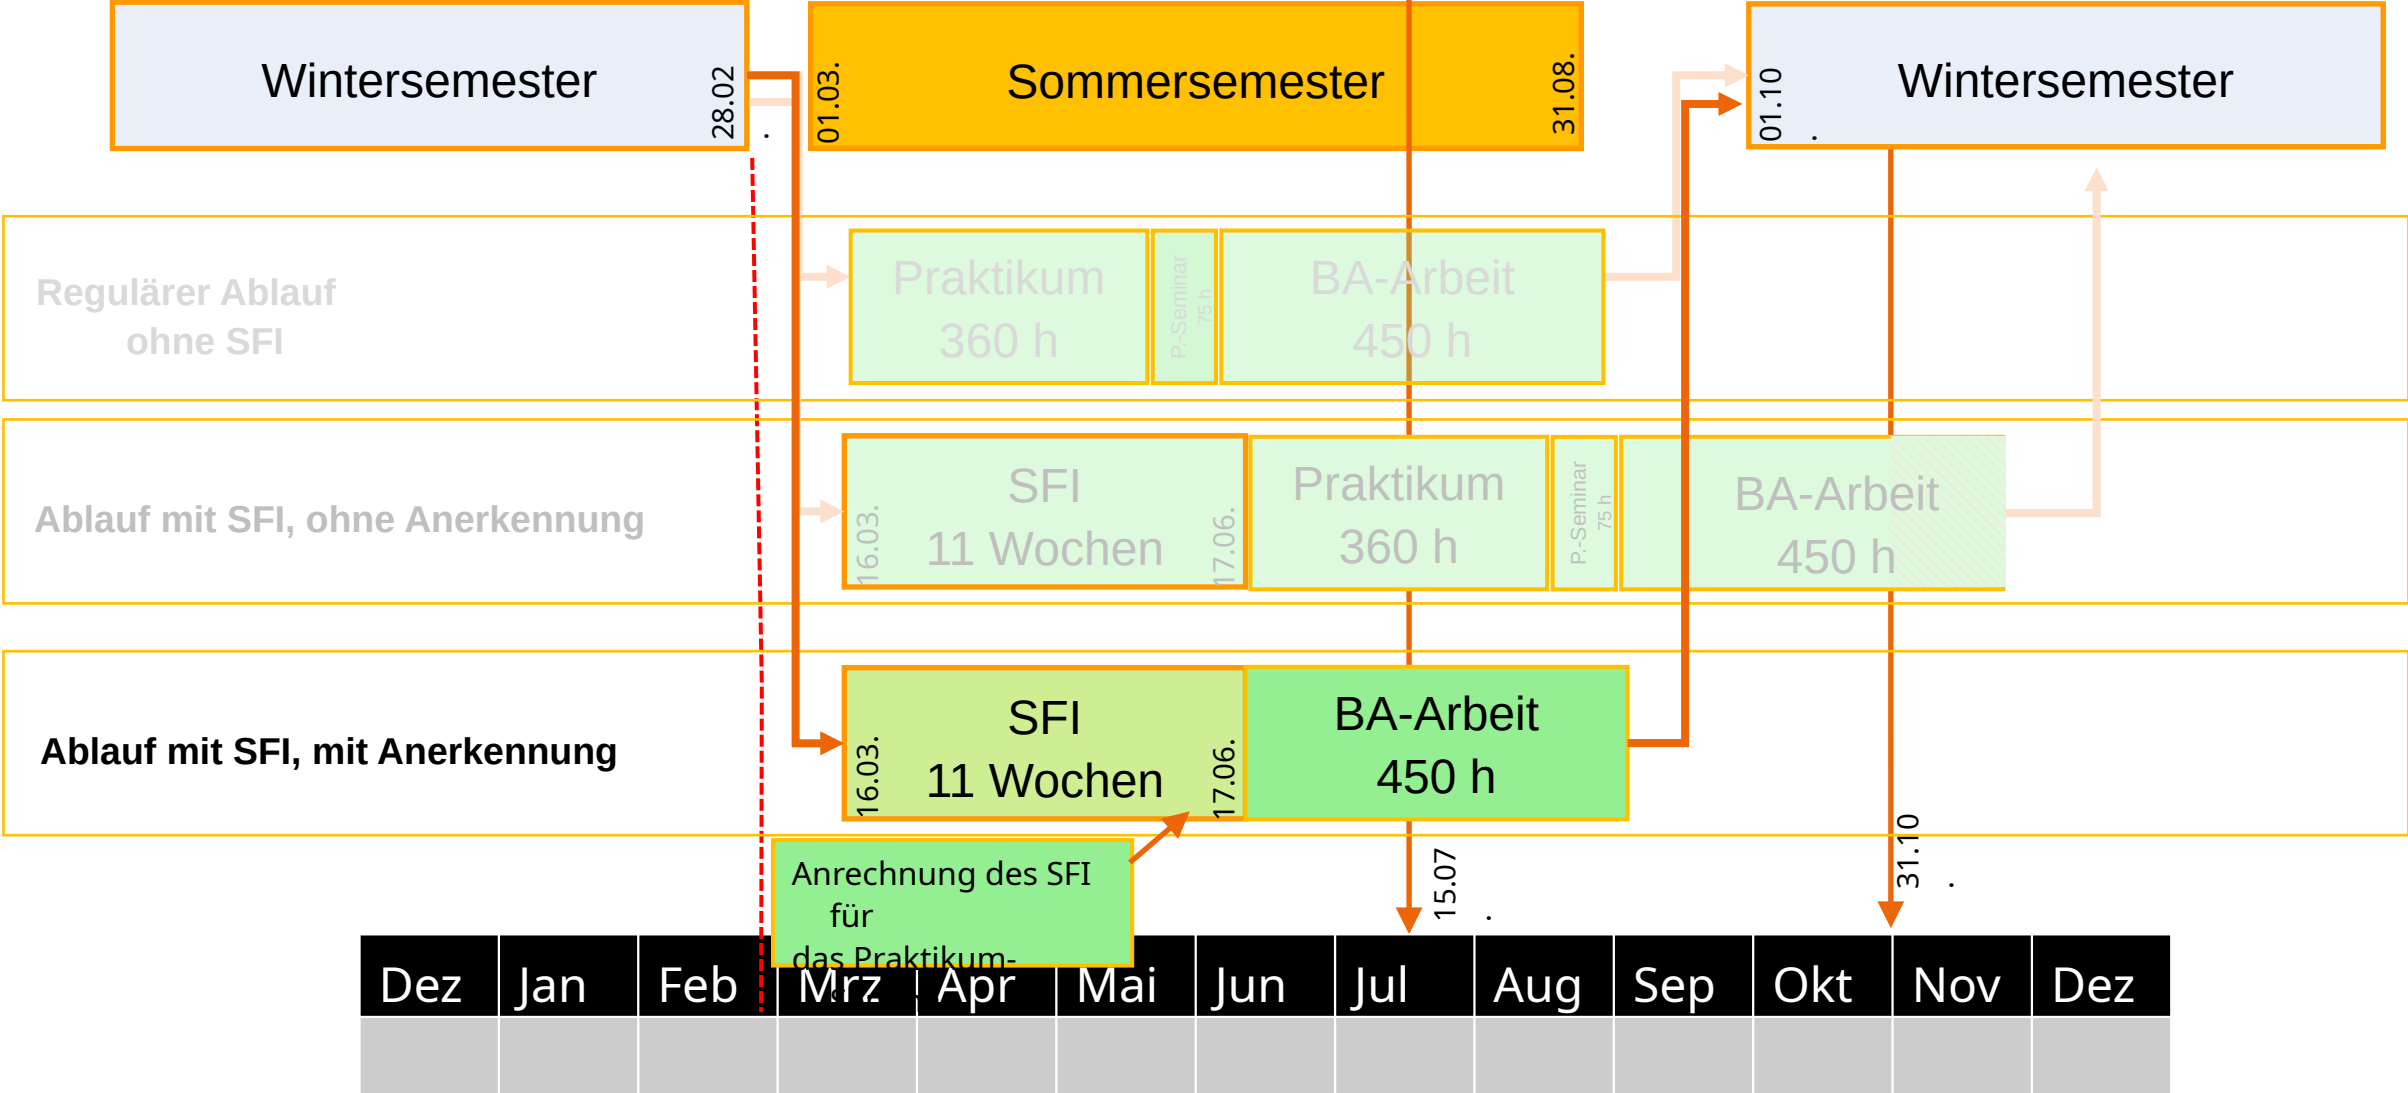 Wintersemester
28.02
.
01.03.
Sommersemester
31.08.
01.10
.
Wintersemester
Regulärer Ablauf
ohne SFI
Praktikum
360 h
P.-Seminar
75 h
BA-Arbeit
450 h
Ablauf mit SFI, ohne Anerkennung
16.03.
SFI
11 Wochen
17.06.
Praktikum
360 h
P.-Seminar
75 h
BA-Arbeit
450 h
Ablauf mit SFI, mit Anerkennung
16.03.
SFI
11 Wochen
17.06.
BA-Arbeit
450 h
Anrechnung des SFI
für
das Praktikum-
15.07
.
31.10
.
Dez Jan Feb Mrz Apr Mai Jun Jul Aug Sep Okt Nov Dez